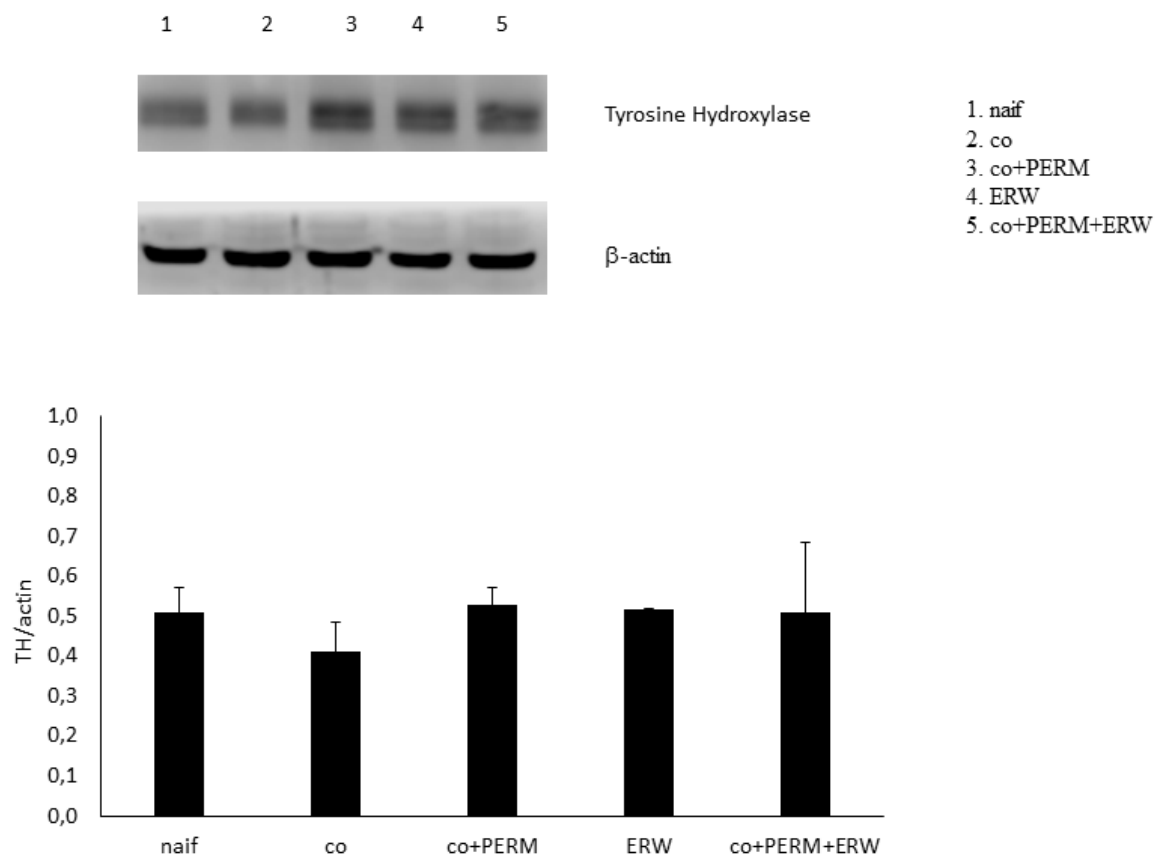 1 2 3 4 5
Tyrosine Hydroxylase
β-actin
1. naif
2. co
3. co+PERM
4. ERW
5. co+PERM+ERW
1,0
0,9
0,8
0,7
0,6
0,5
0,4
0,3
0,2
0,1
0,0
TH/actin
naif co co+PERM ERW co+PERM+ERW